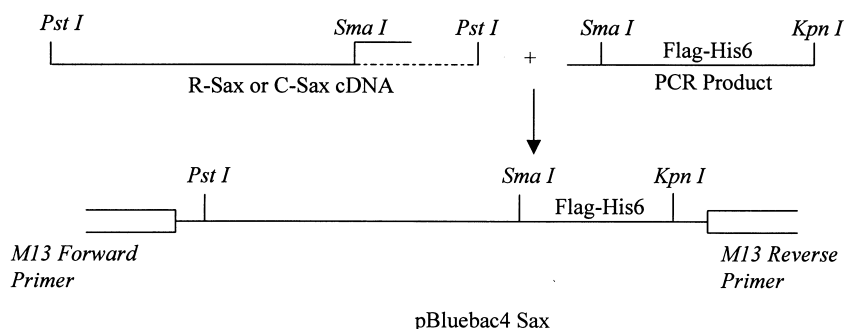 Pst I
Sma I
Pst I
Sma I
Kpn I
Flag-His6
+
R-Sax or C-Sax cDNA
PCR Product
Pst I
Sma I
Kpn I
Flag-His6
M13 Forward
Primer
M13 Reverse
Primer
pBluebac4 Sax